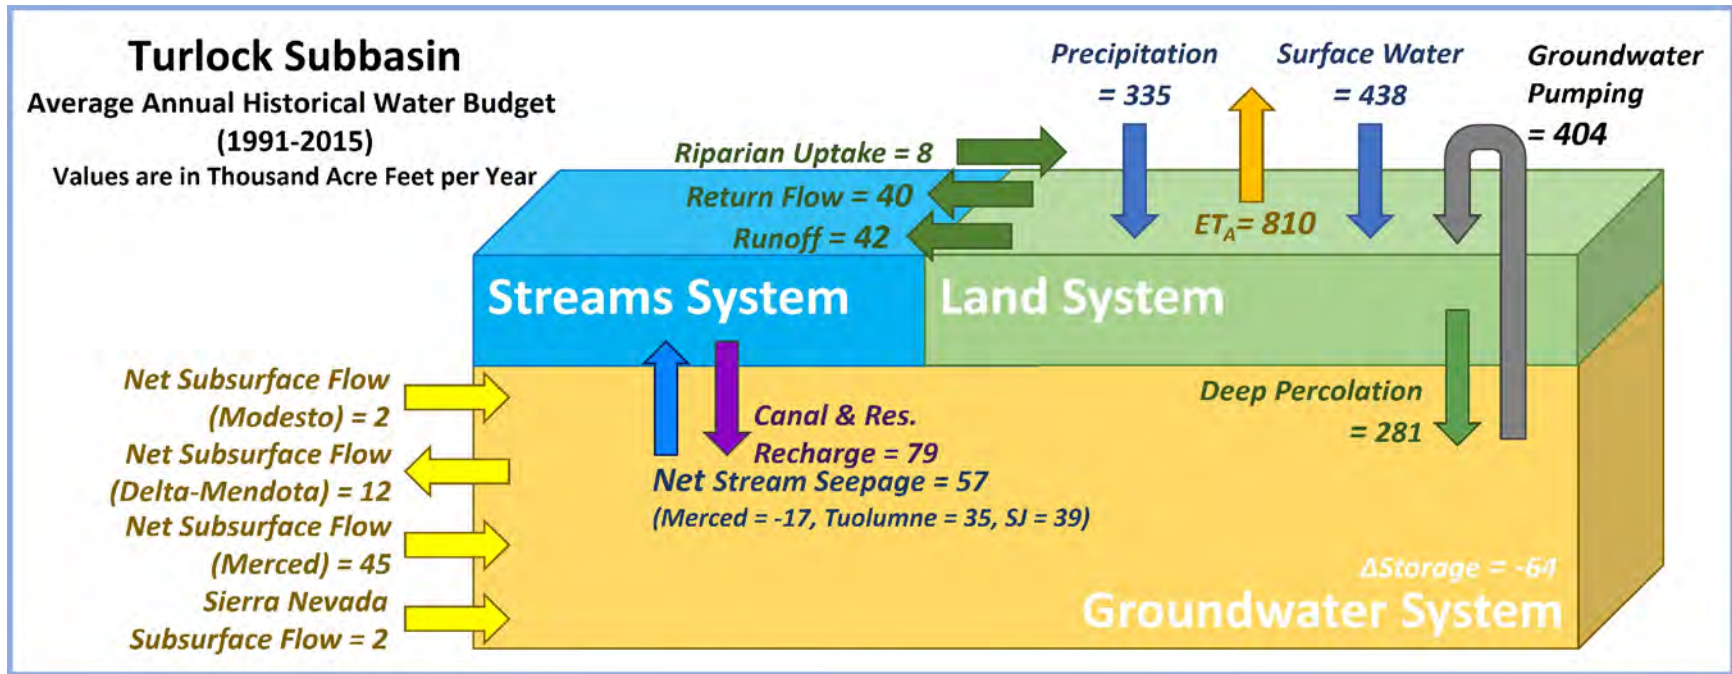 Turlock Subbasin
Average Annual Historical Water Budget
(1991-2015)
Values are in Thousand Acre Feet per Year
Precipitation
= 335
Surface Water
= 438
Groundwater
Pumping
= 404
Riparian Uptake = 8
Return Flow = 40
Runoff = 42
ETA= 810
Streams System
Land System
Net Subsurface Flow
(Modesto) = 2
Net Subsurface Flow
(Delta-Mendota) = 12
Net Subsurface Flow
(Merced) = 45
Sierra Nevada
Subsurface Flow = 2
Canal & Res.
Recharge = 79
Net Stream Seepage = 57
(Merced = -17, Tuolumne = 35, SJ = 39)
Deep Percolation
= 281
ΔStorage = -64
Groundwater System